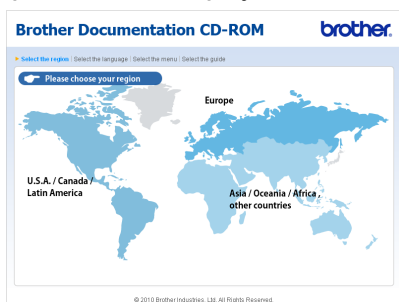 Brother Documentation CD-ROM
brother
Select the region | Select the language | Select the menu | Select the guide
Please choose your region
Europe
U.S.A. / Canada /
Latin America
Asia / Oceania / Africa ,
other countries
© 2010 Brother Industries, Ltd. All Rights Reserved.